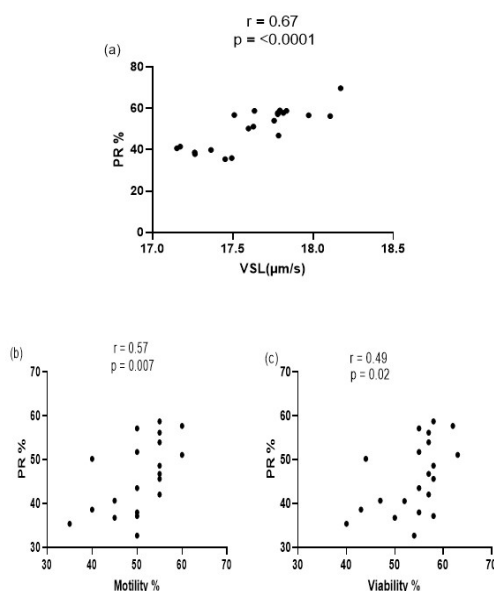 r = 0.67
p = <0.0001
(a)
PR %
80
60
40
20
0
17.0 17.5 18.0 18.5
VSL(µm/s)
(b)
r = 0.57
p = 0.007
PR %
70
60
50
40
30
30 40 50 60 70
Motility %
(c)
r = 0.49
p = 0.02
PR %
70
60
50
40
30
30 40 50 60 70
Viability %